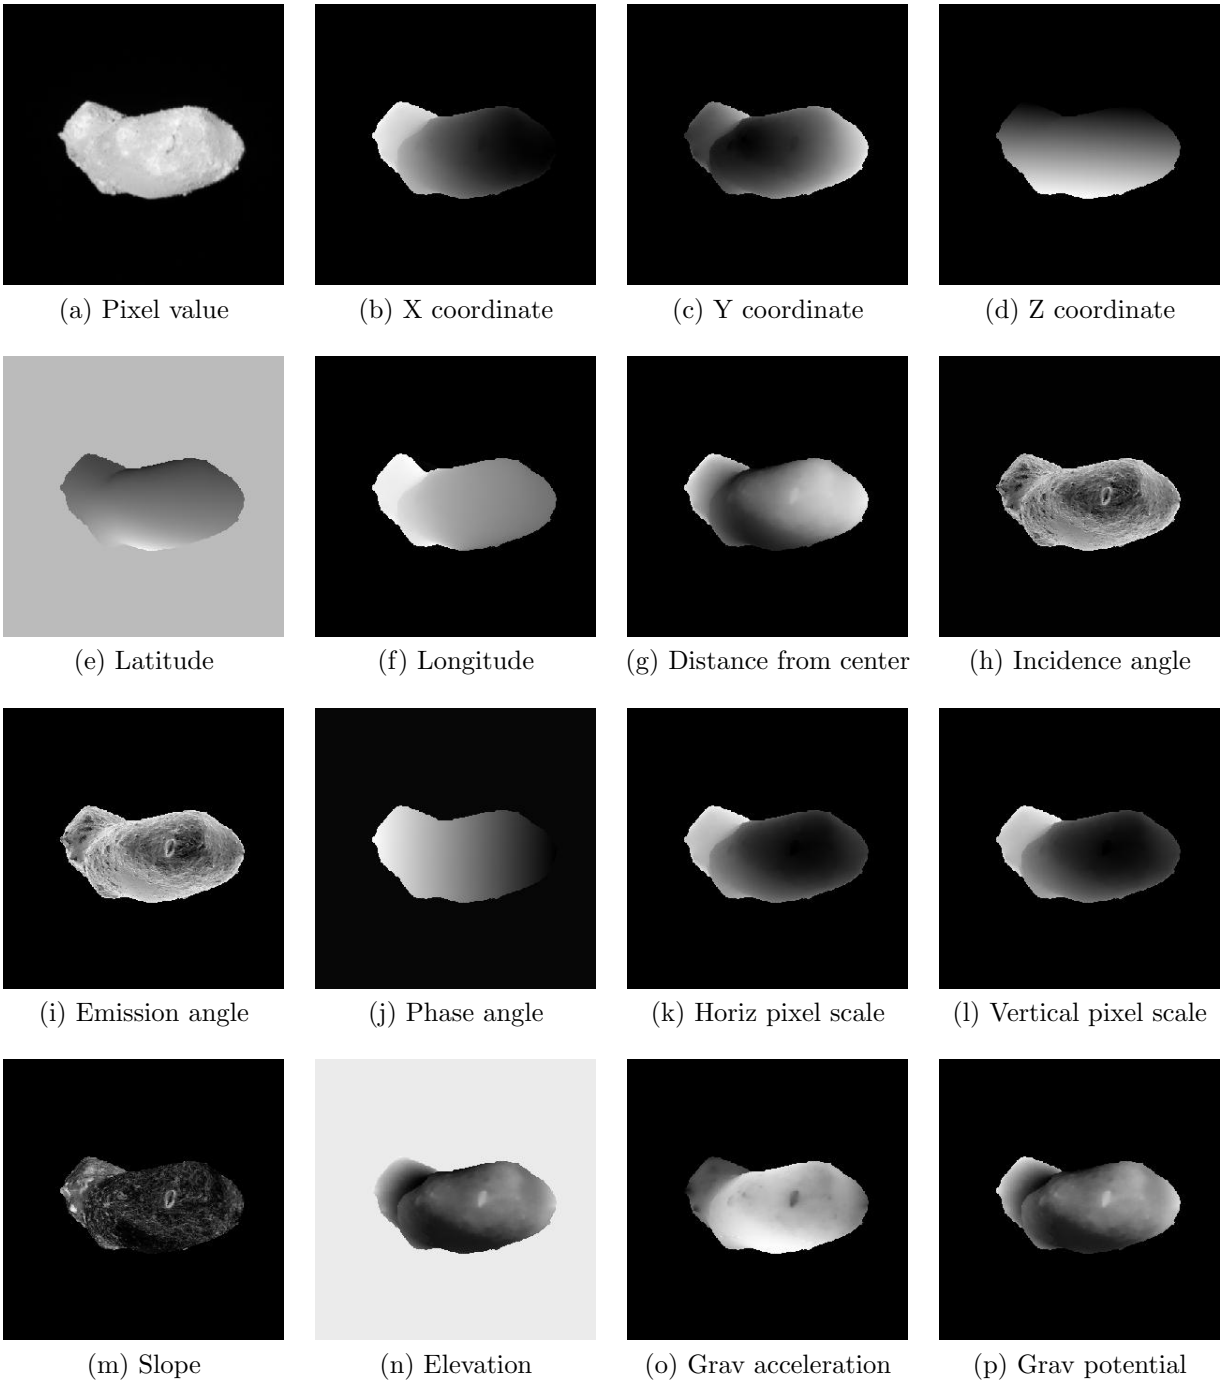 (a) Pixel value
(b) X coordinate
(c) Y coordinate
(d) Z coordinate
(e) Latitude
(f) Longitude
(g) Distance from center
(h) Incidence angle
(i) Emission angle
(j) Phase angle
(k) Horiz pixel scale
(l) Vertical pixel scale
(m) Slope
(n) Elevation
(o) Grav acceleration
(p) Grav potential